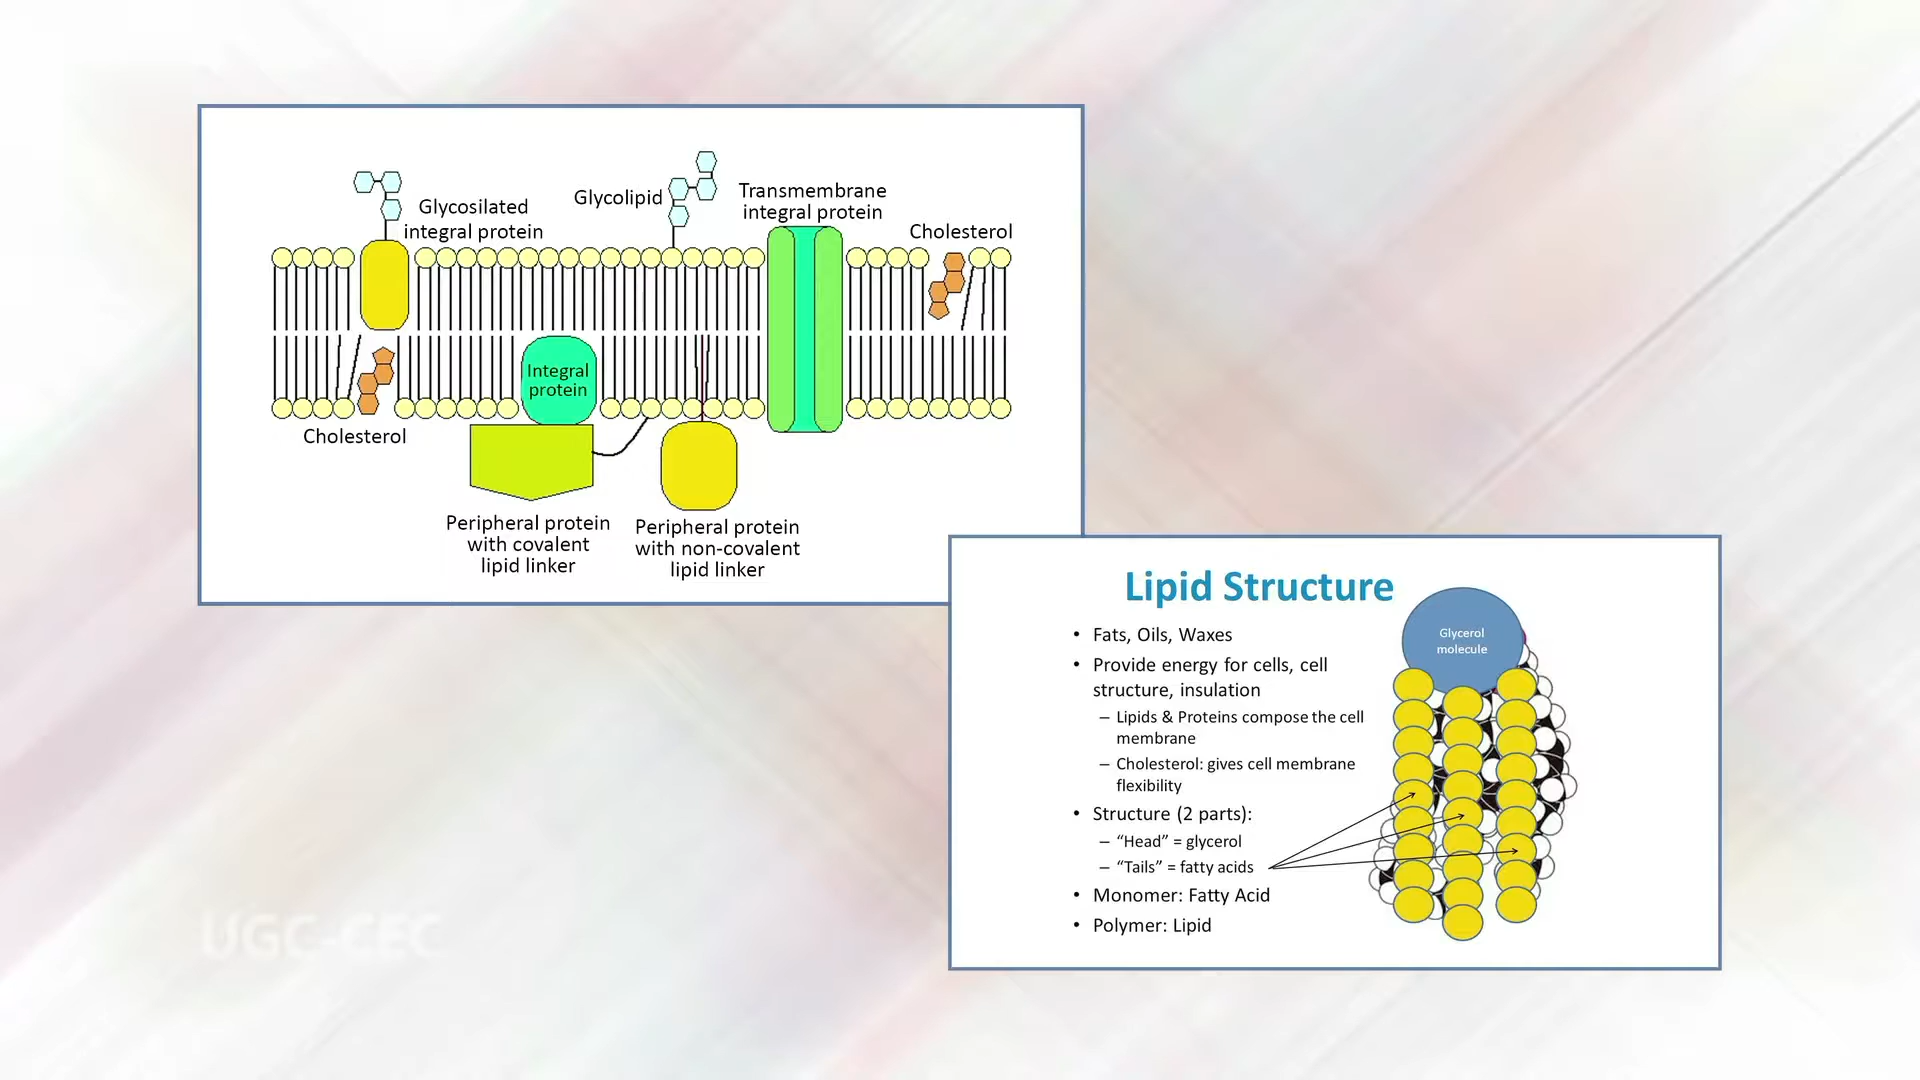 Glycosilated
integral protein
Glycolipid
Transmembrane
integral protein
Cholesterol
Integral
protein
Cholesterol
Peripheral protein
with covalent
lipid linker
Peripheral protein
with non-covalent
lipid linker
Lipid Structure
• Fats, Oils, Waxes
• Provide energy for cells, cell
structure, insulation
– Lipids & Proteins compose the cell
membrane
– Cholesterol: gives cell membrane
flexibility
• Structure (2 parts):
– “Head” = glycerol
– “Tails” = fatty acids
• Monomer: Fatty Acid
• Polymer: Lipid
Glycerol
molecule
UGC-CEC